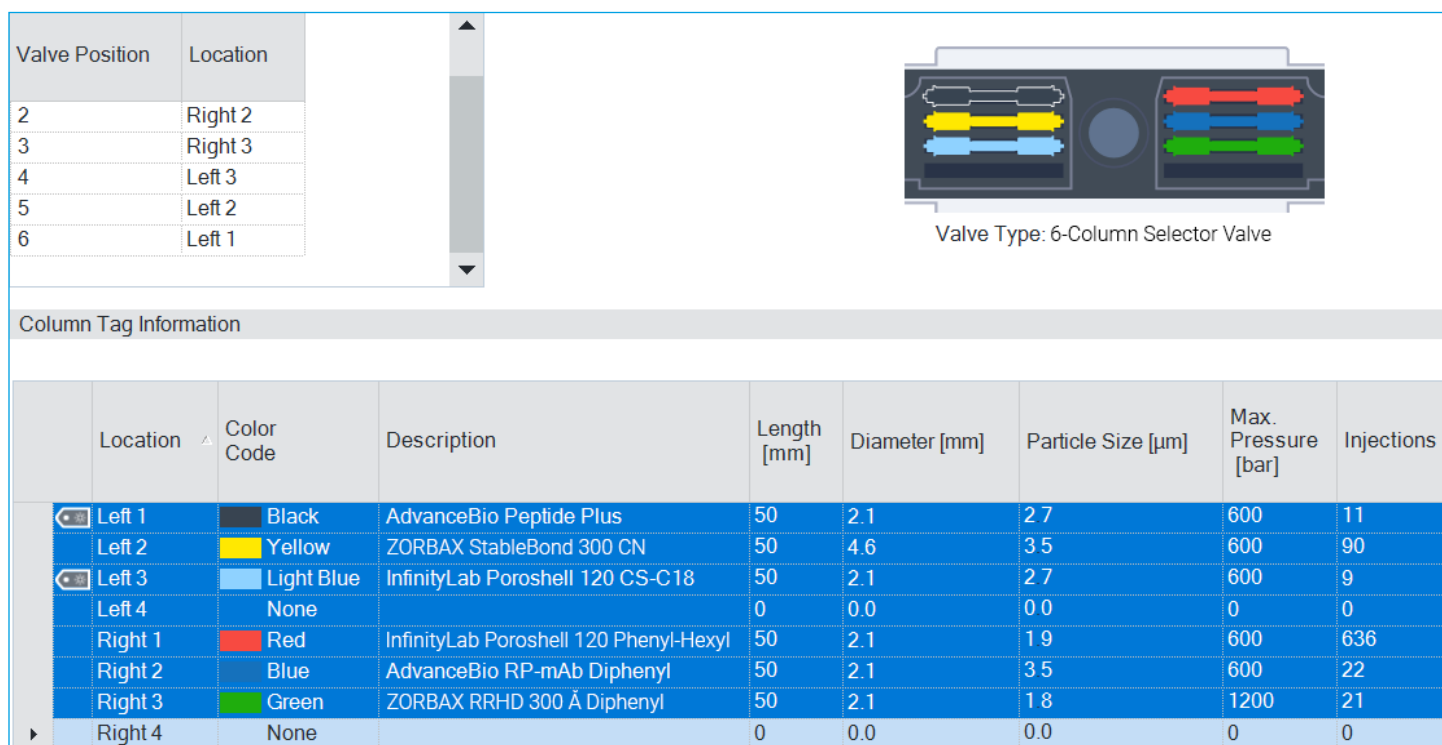 Valve Position Location
2 Right 2
3 Right 3
4 Left 3
5 Left 2
6 Left 1
Valve Type: 6-Column Selector Valve
Column Tag Information
Location Color Code Description Length [mm] Diameter [mm] Particle Size [µm] Max. Pressure [bar] Injections
Left 1 Black AdvanceBio Peptide Plus 50 2.1 2.7 600 11
Left 2 Yellow ZORBAX StableBond 300 CN 50 4.6 3.5 600 90
Left 3 Light Blue InfinityLab Poroshell 120 CS-C18 50 2.1 2.7 600 9
Left 4 None 0 0.0 0.0 0 0
Right 1 Red InfinityLab Poroshell 120 Phenyl-Hexyl 50 2.1 1.9 600 636
Right 2 Blue AdvanceBio RP-mAb Diphenyl 50 2.1 3.5 600 22
Right 3 Green ZORBAX RRHD 300 Å Diphenyl 50 2.1 1.8 1200 21
Right 4 None 0 0.0 0.0 0 0